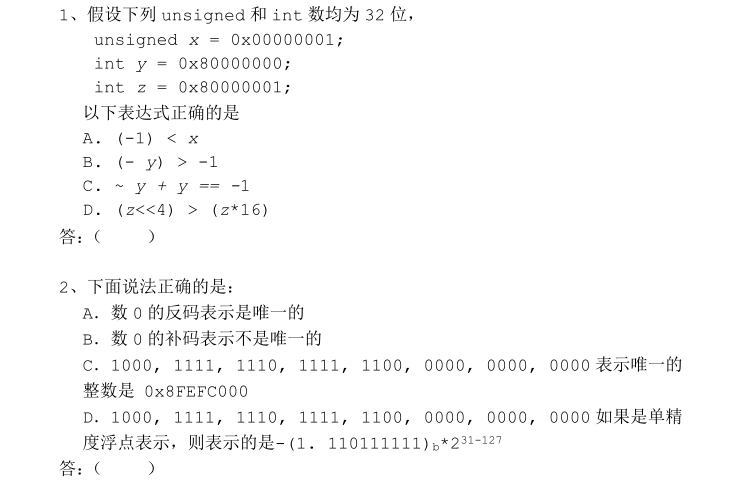 1、假设下列 unsigned 和 int 数均为 32 位，
unsigned x = 0x00000001;
int y = 0x80000000;
int z = 0x80000001;
以下表达式正确的是
A. (-1) < x
B. (- y) > -1
C. ~ y + y == -1
D. (z<<4) > (z*16)
答：（ ）
2、下面说法正确的是：
A. 数 0 的反码表示是唯一的
B. 数 0 的补码表示不是唯一的
C. 1000, 1111, 1110, 1111, 1100, 0000, 0000, 0000 表示唯一的
整数是 0x8FEFC000
D. 1000, 1111, 1110, 1111, 1100, 0000, 0000, 0000 如果是单精
度浮点表示，则表示的是-(1. 110111111)b*2^31-127
答：（ ）